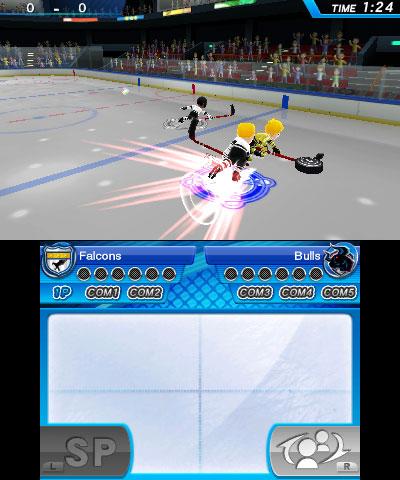 0 - 0
TIME 1:24
Falcons
Bulls
1P COM1 COM2
COM3 COM4 COM5
SP
L
R